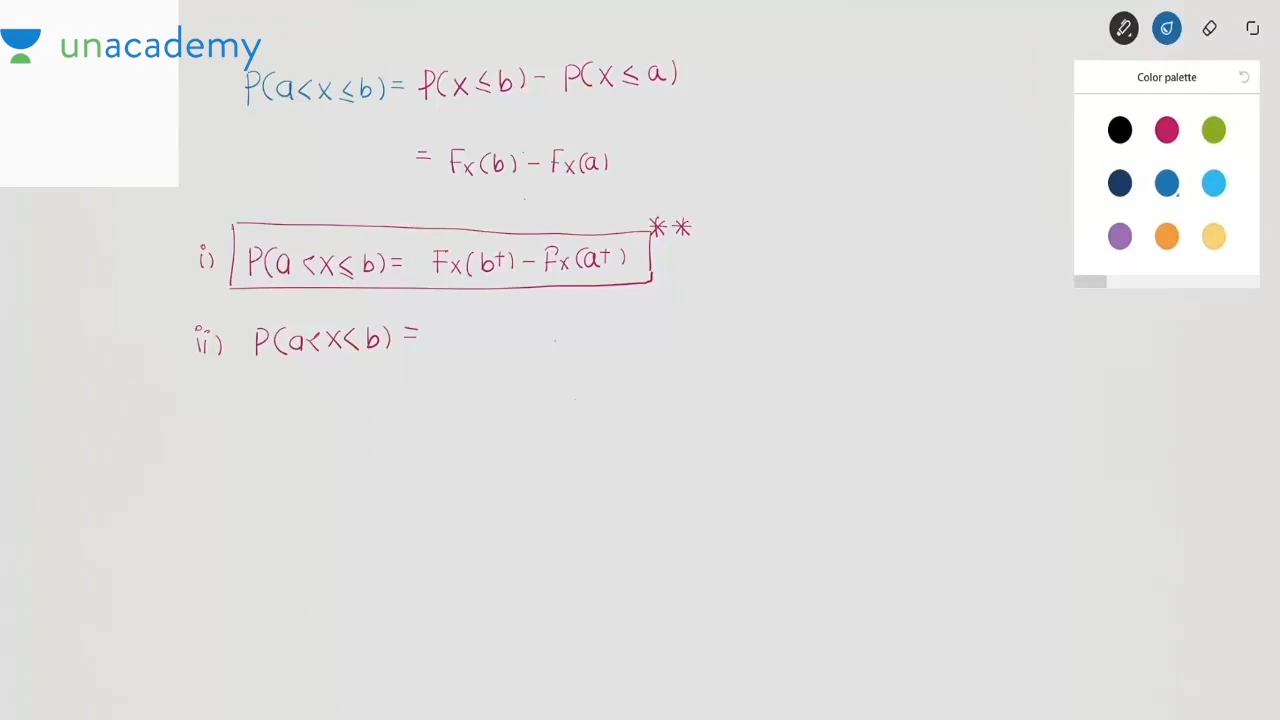 unacademy
Color palette
P(a<x≤b) = P(x≤b) - P(x≤a)
= Fx(b) - Fx(a)
i) P(a<x≤b) = Fx(b+) - Fx(a+) **
ii) P(a<x<b) =